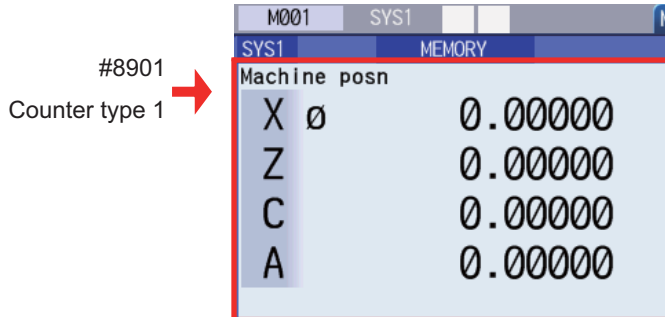 M001 SYS1 M
SYS1 MEMORY
#8901
Counter type 1
Machine posn
X ø 0.00000
Z 0.00000
C 0.00000
A 0.00000